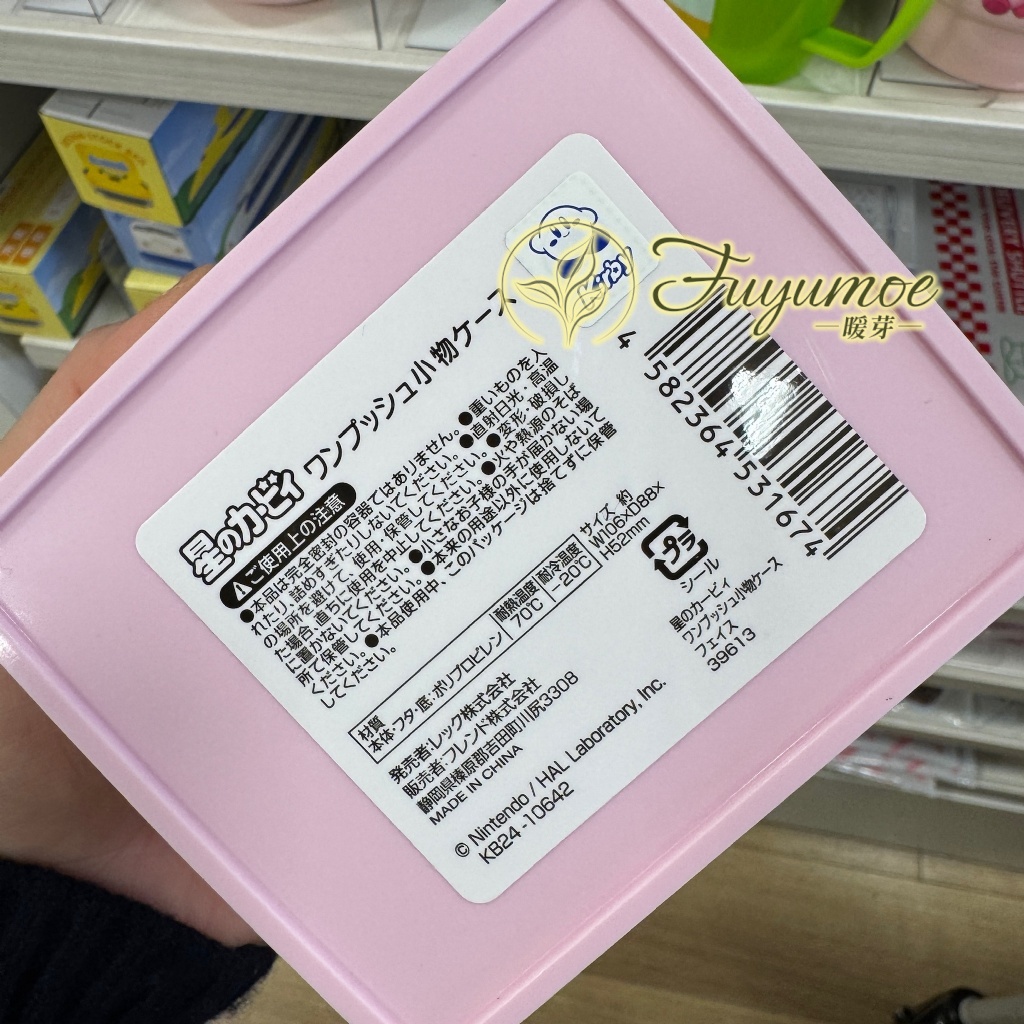 Fuyumoe
暖芽
星のカービィ ワンプッシュ小物ケース
ご使用上の注意
●本品は完全密封の容器ではありません。●重いものを入
れたり、詰めすぎたりしないでください。●直射日光・高温
の場所を避けて、使用・保管してください。●変形・破損し
た場合、直ちに使用を中止してください。●火や熱源のそば
に置かないでください。●小さなお子様の手が届かない場
所で保管してください。●本来の用途以外に使用しないで
ください。●本品使用中、このパッケージは捨てずに保管
してください。
材質
本体・フタ・底：ポリプロピレン
耐熱温度
70℃
耐冷温度
-20℃
サイズ 約
W106×D88×
H52mm
発売者：レック株式会社
販売者：フレンド株式会社
静岡県榛原郡吉田町川尻3308
MADE IN CHINA
© Nintendo / HAL Laboratory, Inc.
KB24-10642
4 582364 531674
プラ
シール
星のカービィ
ワンプッシュ小物ケース
フェイス
39613